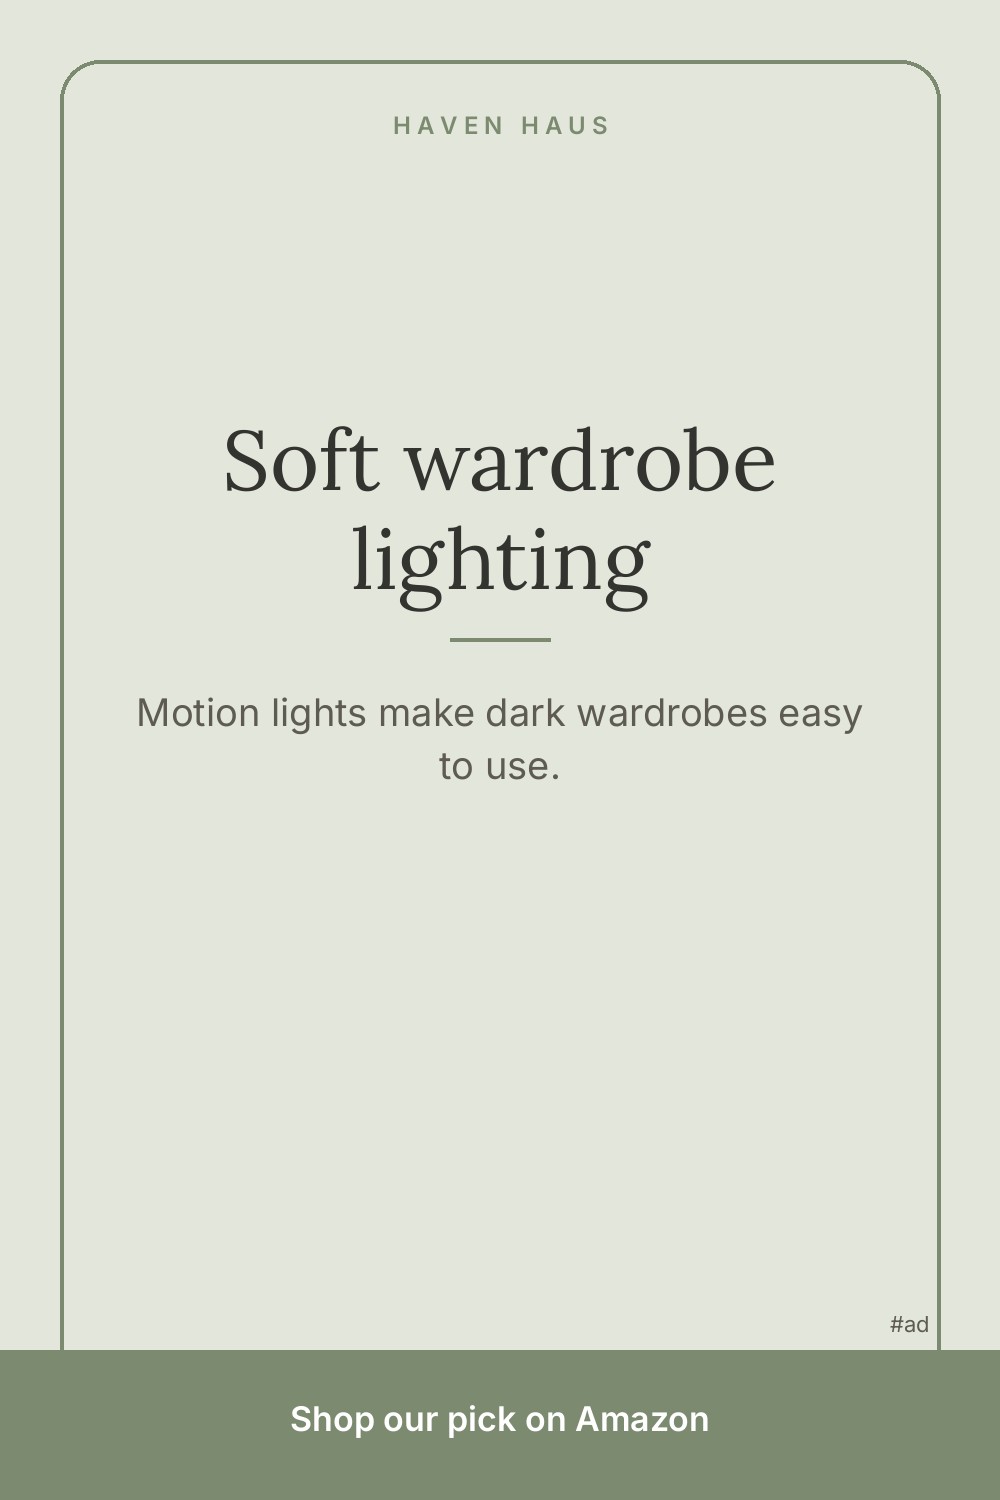 HAVEN HAUS
Soft wardrobe
lighting
Motion lights make dark wardrobes easy
to use.
#ad
Shop our pick on Amazon